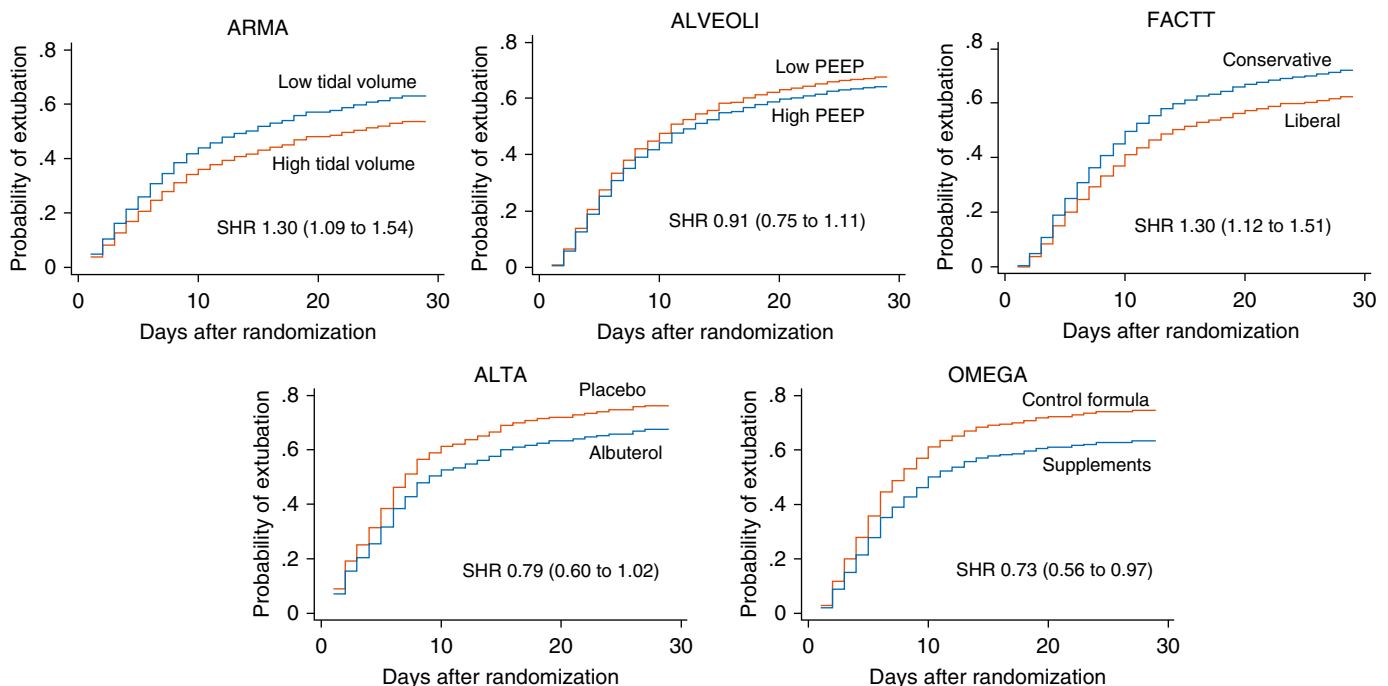 ARMA
Probability of extubation
.8
.6
.4
.2
0
Low tidal volume
High tidal volume
SHR 1.30 (1.09 to 1.54)
0 10 20 30
Days after randomization
ALVEOLI
Probability of extubation
.8
.6
.4
.2
0
Low PEEP
High PEEP
SHR 0.91 (0.75 to 1.11)
0 10 20 30
Days after randomization
FACTT
Probability of extubation
.8
.6
.4
.2
0
Conservative
Liberal
SHR 1.30 (1.12 to 1.51)
0 10 20 30
Days after randomization
ALTA
Probability of extubation
.8
.6
.4
.2
0
Placebo
Albuterol
SHR 0.79 (0.60 to 1.02)
0 10 20 30
Days after randomization
OMEGA
Probability of extubation
.8
.6
.4
.2
0
Control formula
Supplements
SHR 0.73 (0.56 to 0.97)
0 10 20 30
Days after randomization